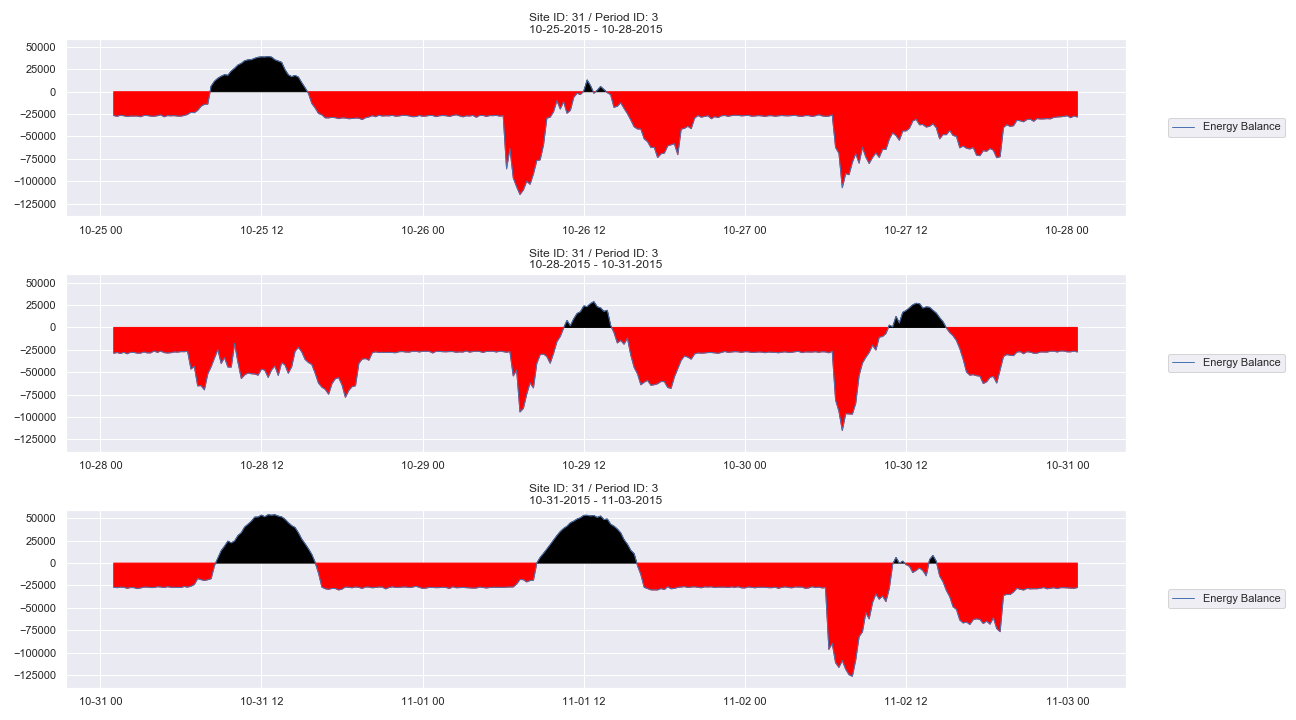 Site ID: 31 / Period ID: 3
10-25-2015 - 10-28-2015
50000
25000
0
−25000
−50000
−75000
−100000
−125000
10-25 00 10-25 12 10-26 00 10-26 12 10-27 00 10-27 12 10-28 00
Energy Balance
Site ID: 31 / Period ID: 3
10-28-2015 - 10-31-2015
50000
25000
0
−25000
−50000
−75000
−100000
−125000
10-28 00 10-28 12 10-29 00 10-29 12 10-30 00 10-30 12 10-31 00
Energy Balance
Site ID: 31 / Period ID: 3
10-31-2015 - 11-03-2015
50000
25000
0
−25000
−50000
−75000
−100000
−125000
10-31 00 10-31 12 11-01 00 11-01 12 11-02 00 11-02 12 11-03 00
Energy Balance